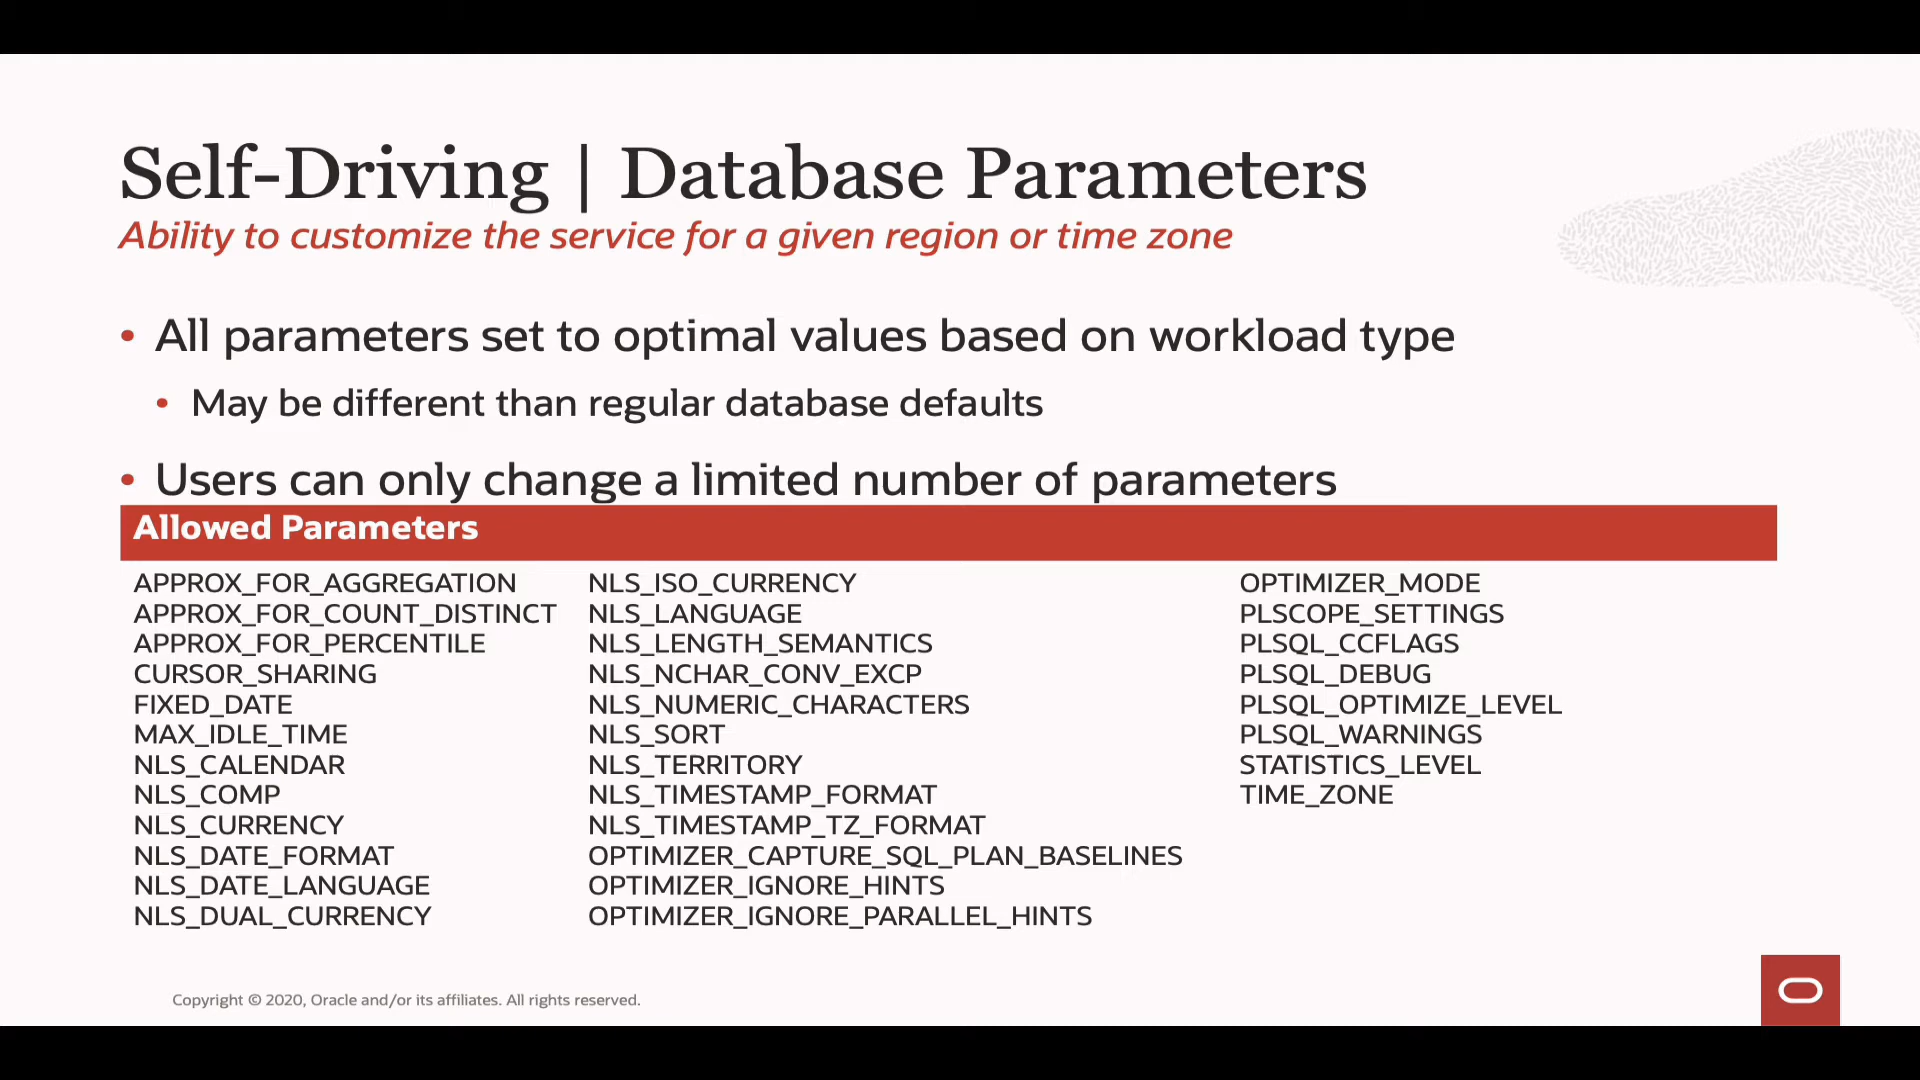 Self-Driving | Database Parameters
Ability to customize the service for a given region or time zone
• All parameters set to optimal values based on workload type
• May be different than regular database defaults
• Users can only change a limited number of parameters
Allowed Parameters
APPROX_FOR_AGGREGATION
APPROX_FOR_COUNT_DISTINCT
APPROX_FOR_PERCENTILE
CURSOR_SHARING
FIXED_DATE
MAX_IDLE_TIME
NLS_CALENDAR
NLS_COMP
NLS_CURRENCY
NLS_DATE_FORMAT
NLS_DATE_LANGUAGE
NLS_DUAL_CURRENCY
NLS_ISO_CURRENCY
NLS_LANGUAGE
NLS_LENGTH_SEMANTICS
NLS_NCHAR_CONV_EXCP
NLS_NUMERIC_CHARACTERS
NLS_SORT
NLS_TERRITORY
NLS_TIMESTAMP_FORMAT
NLS_TIMESTAMP_TZ_FORMAT
OPTIMIZER_CAPTURE_SQL_PLAN_BASELINES
OPTIMIZER_IGNORE_HINTS
OPTIMIZER_IGNORE_PARALLEL_HINTS
OPTIMIZER_MODE
PLSCOPE_SETTINGS
PLSQL_CCFLAGS
PLSQL_DEBUG
PLSQL_OPTIMIZE_LEVEL
PLSQL_WARNINGS
STATISTICS_LEVEL
TIME_ZONE
Copyright © 2020, Oracle and/or its affiliates. All rights reserved.